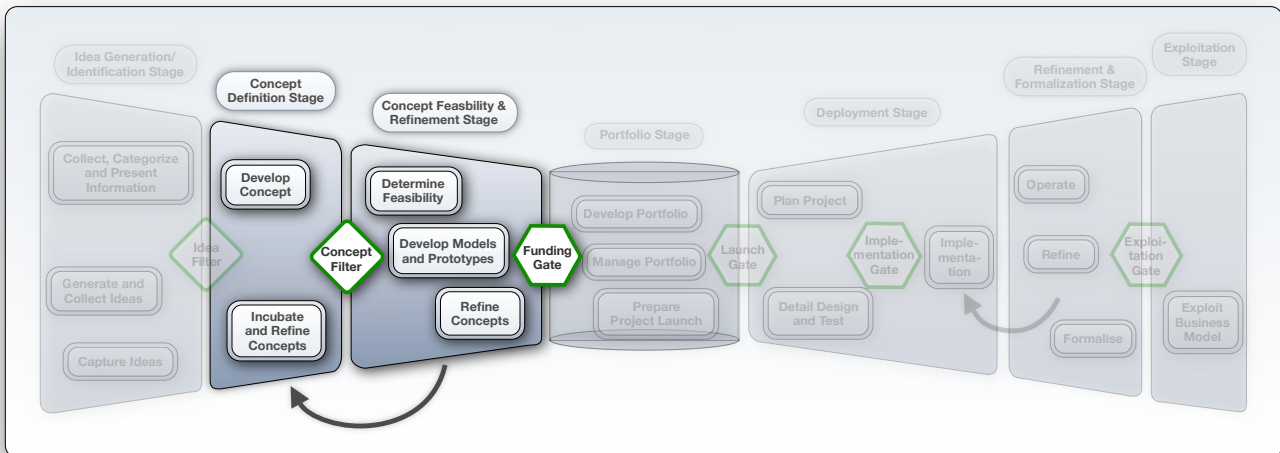 Idea Generation/
Identification Stage
Collect, Categorize
and Present
Information
Idea
Filter
Generate and
Collect Ideas
Capture Ideas
Concept
Definition Stage
Develop
Concept
Incubate
and Refine
Concepts
Concept
Filter
Concept Feasibility &
Refinement Stage
Determine
Feasibility
Develop Models
and Prototypes
Refine
Concepts
Funding
Gate
Portfolio Stage
Develop Portfolio
Manage Portfolio
Prepare
Project Launch
Launch
Gate
Deployment Stage
Plan Project
Imple-
mentation
Gate
Detail Design
and Test
Imple-
menta-
tion
Refinement &
Formalization Stage
Operate
Refine
Formalise
Exploi-
tation
Gate
Exploitation
Stage
Exploit
Business
Model